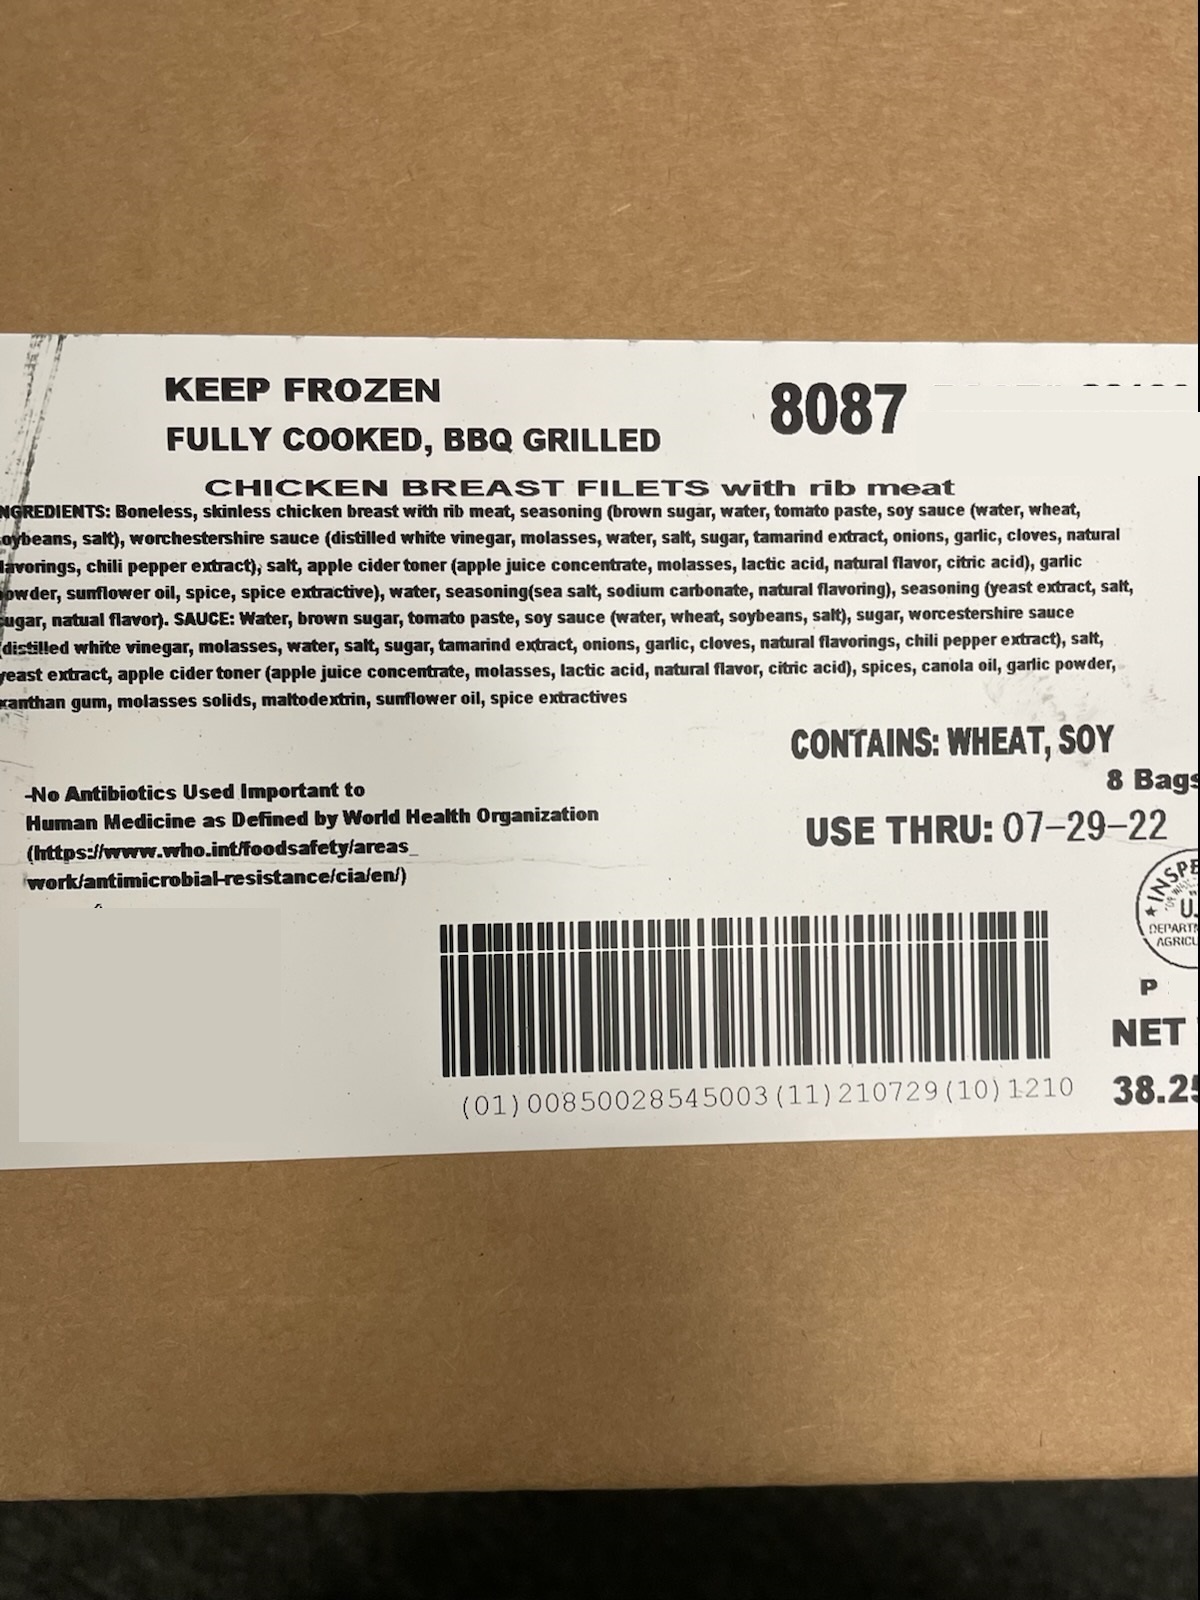 KEEP FROZEN
8087
FULLY COOKED, BBQ GRILLED
CHICKEN BREAST FILETS with rib meat
NGREDIENTS: Boneless, skinless chicken breast with rib meat, seasoning (brown sugar, water, tomato paste, soy sauce (water, wheat,
oybeans, salt), worchestershire sauce (distilled white vinegar, molasses, water, salt, sugar, tamarind extract, onions, garlic, cloves, natural
lavorings, chili pepper extract), salt, apple cider toner (apple juice concentrate, molasses, lactic acid, natural flavor, citric acid), garlic
owder, sunflower oil, spice, spice extractive), water, seasoning(sea salt, sodium carbonate, natural flavoring), seasoning (yeast extract, salt,
ugar, natual flavor). SAUCE: Water, brown sugar, tomato paste, soy sauce (water, wheat, soybeans, salt), sugar, worcestershire sauce
(distilled white vinegar, molasses, water, salt, sugar, tamarind extract, onions, garlic, cloves, natural flavorings, chili pepper extract), salt,
yeast extract, apple cider toner (apple juice concentrate, molasses, lactic acid, natural flavor, citric acid), spices, canola oil, garlic powder,
xanthan gum, molasses solids, maltodextrin, sunflower oil, spice extractives
CONTAINS: WHEAT, SOY
8 Bags
-No Antibiotics Used Important to
Human Medicine as Defined by World Health Organization
(https://www.who.int/foodsafety/areas_
work/antimicrobial-resistance/cia/en/)
USE THRU: 07-29-22
INSPE
U.
DEPARTM
AGRICU
P
NET
38.25
(01)00850028545003(11)210729(10)1210